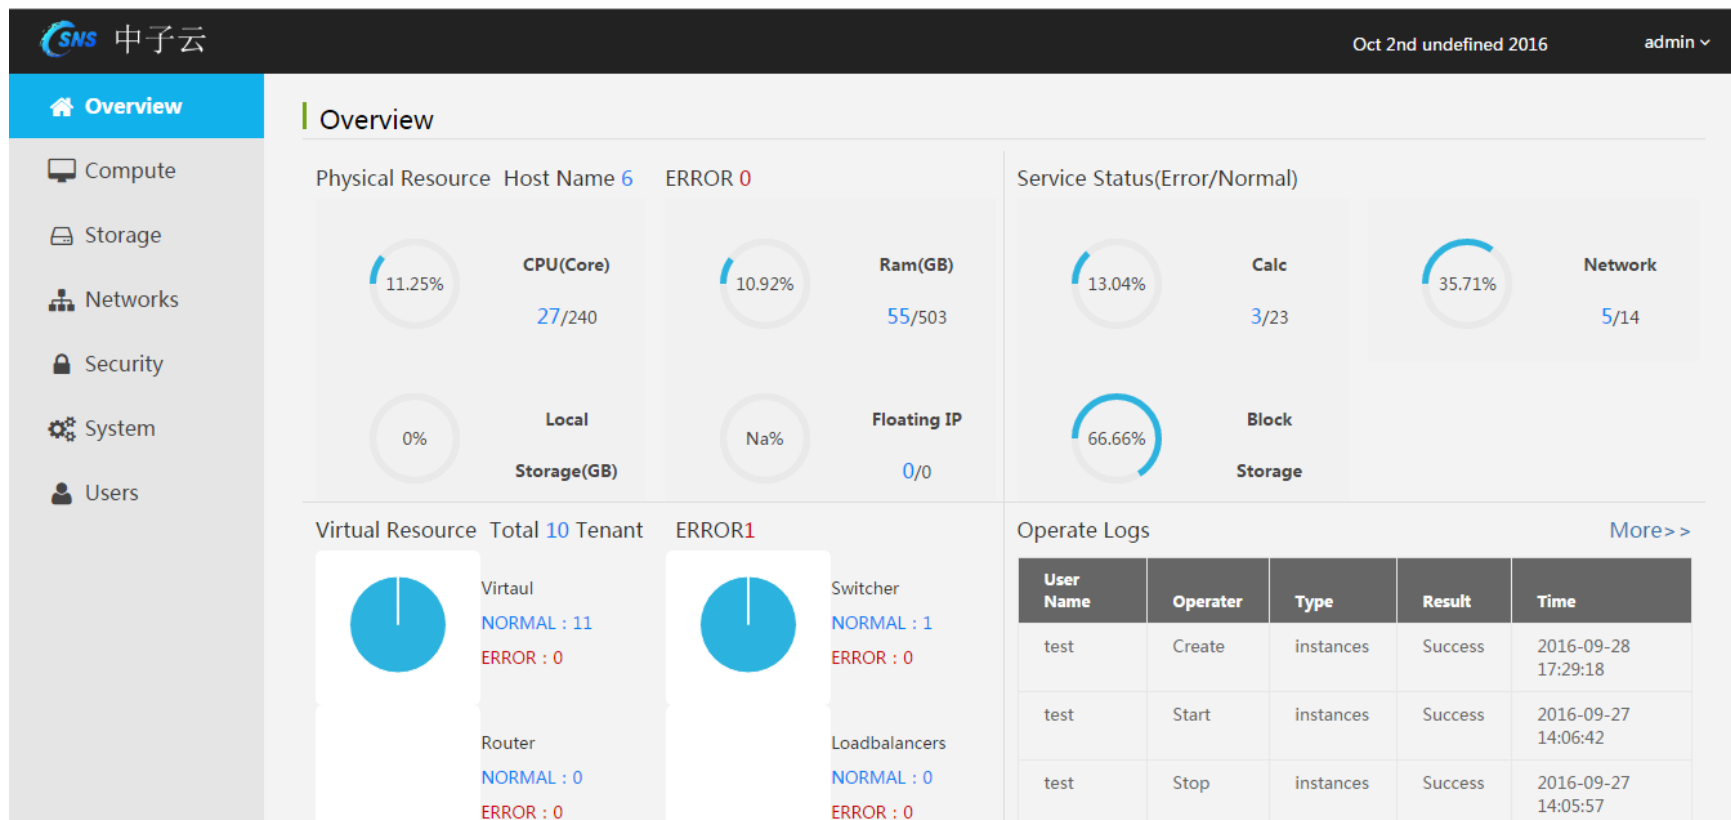 SNS 中子云
Oct 2nd undefined 2016
admin
Overview
Compute
Storage
Networks
Security
System
Users
Overview
Physical Resource Host Name 6 ERROR 0
11.25%
CPU(Core)
27/240
10.92%
Ram(GB)
55/503
0%
Local
Storage(GB)
Na%
Floating IP
0/0
Service Status(Error/Normal)
13.04%
Calc
3/23
35.71%
Network
5/14
66.66%
Block
Storage
Virtual Resource Total 10 Tenant ERROR1
Virtaul
NORMAL : 11
ERROR : 0
Switcher
NORMAL : 1
ERROR : 0
Router
NORMAL : 0
ERROR : 0
Loadbalancers
NORMAL : 0
ERROR : 0
Operate Logs More>>
User
Name Operater Type Result Time
test Create instances Success 2016-09-28
17:29:18
test Start instances Success 2016-09-27
14:06:42
test Stop instances Success 2016-09-27
14:05:57